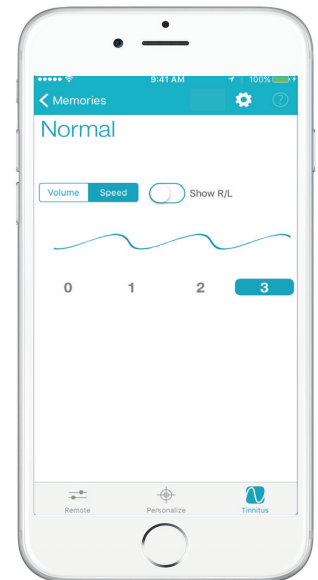 9:41 AM 100%
Memories
Normal
Volume Speed Show R/L
0 1 2 3
Remote Personalize Tinnitus